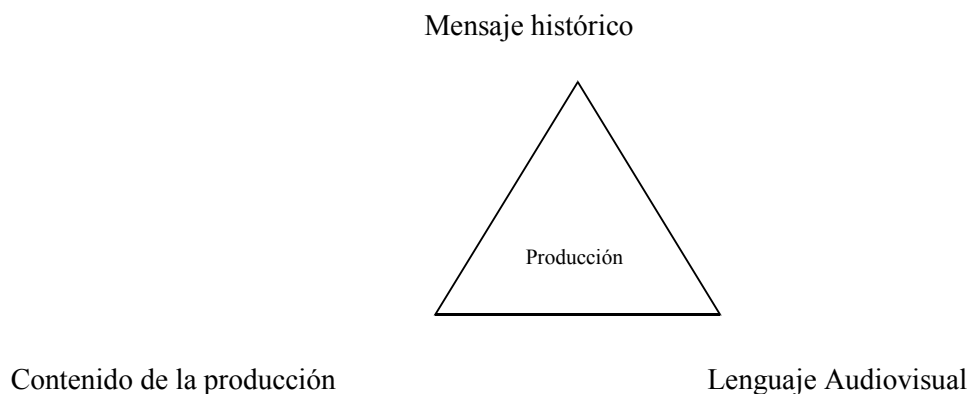 Mensaje histórico
Producción
Contenido de la producción
Lenguaje Audiovisual